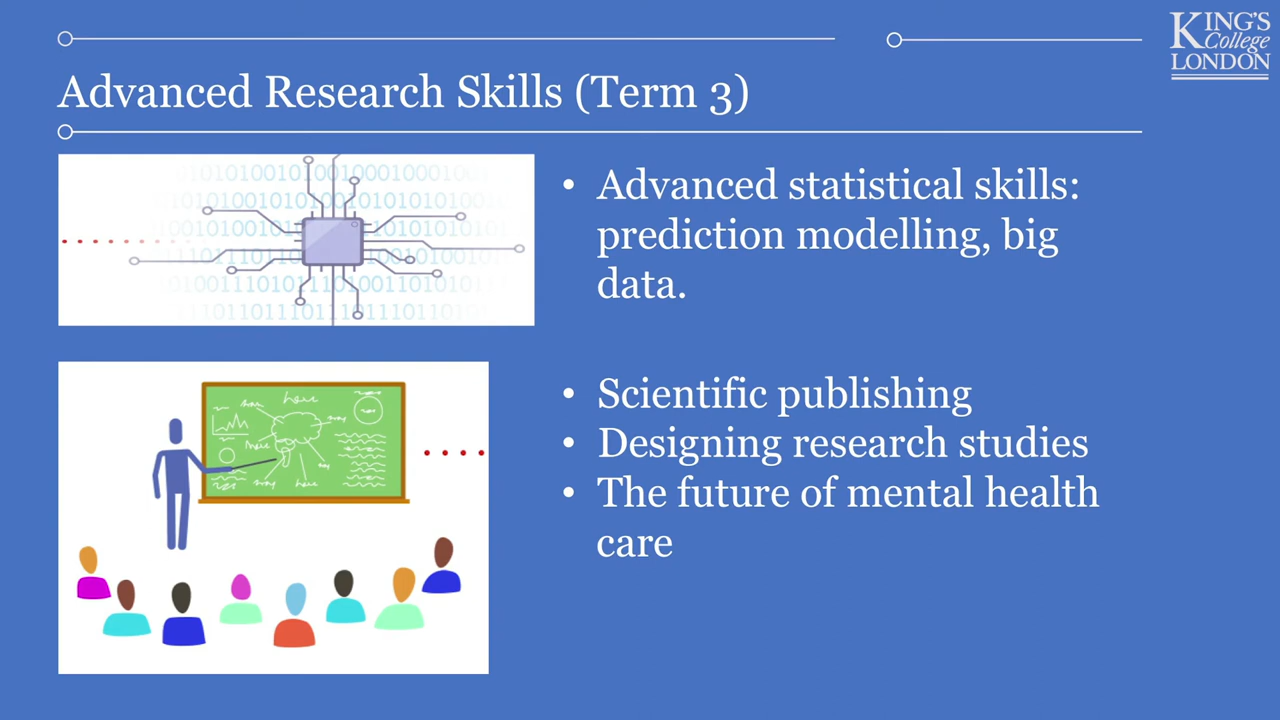 KING'S
College
LONDON
Advanced Research Skills (Term 3)
• Advanced statistical skills:
prediction modelling, big
data.
• Scientific publishing
• Designing research studies
• The future of mental health
care